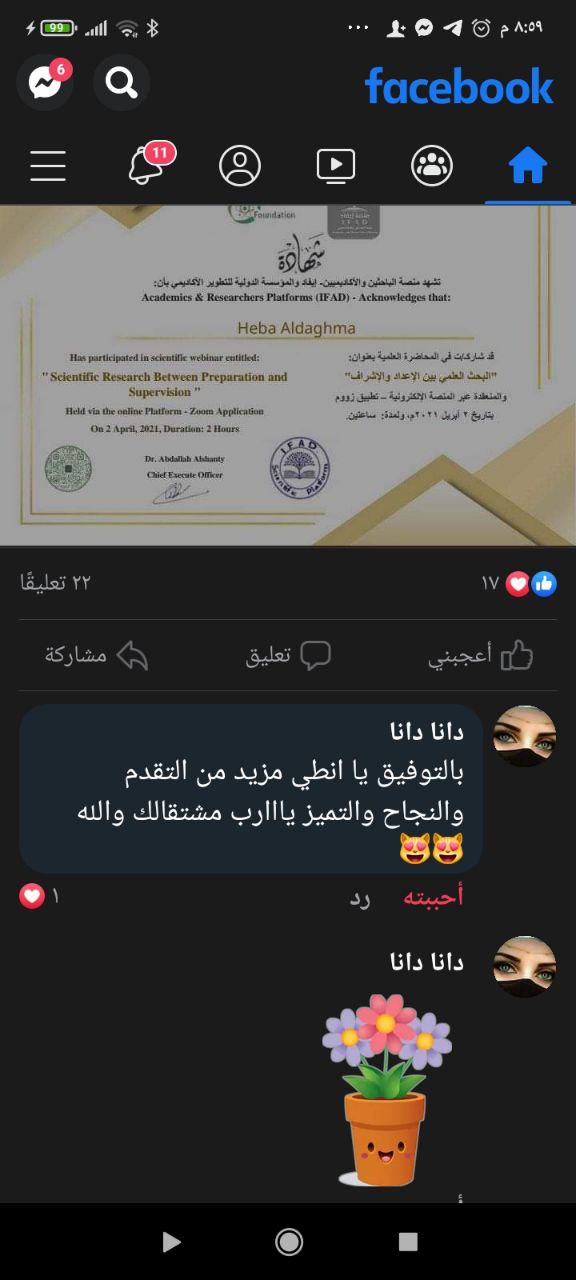 99
٨:٥٩ م
6
facebook
11
Foundation
IFAD
شهادة
تشهد منصة الباحثين والأكاديميين- إيفاد والمؤسسة الدولية للتطوير الأكاديمي بأن:
Academics & Researchers Platforms (IFAD) - Acknowledges that:
Heba Aldaghma
Has participated in scientific webinar entitled:
" Scientific Research Between Preparation and
Supervision "
Held via the online Platform - Zoom Application
On 2 April, 2021, Duration: 2 Hours
Dr. Abdallah Alshanty
Chief Execute Officer
قد شارك/ت في المحاضرة العلمية بعنوان:
"البحث العلمي بين الإعداد والإشراف"
والمنعقدة عبر المنصة الإلكترونية – تطبيق زووم
بتاريخ ٢ أبريل ٢٠٢١م، ولمدة: ساعتين.
IFAD
Scientific Platform
١٧
٢٢ تعليقًا
أعجبني
تعليق
مشاركة
دانا دانا
بالتوفيق يا انطي مزيد من التقدم
والنجاح والتميز يااارب مشتقالك والله
😻😻
أحببته
رد
١
دانا دانا